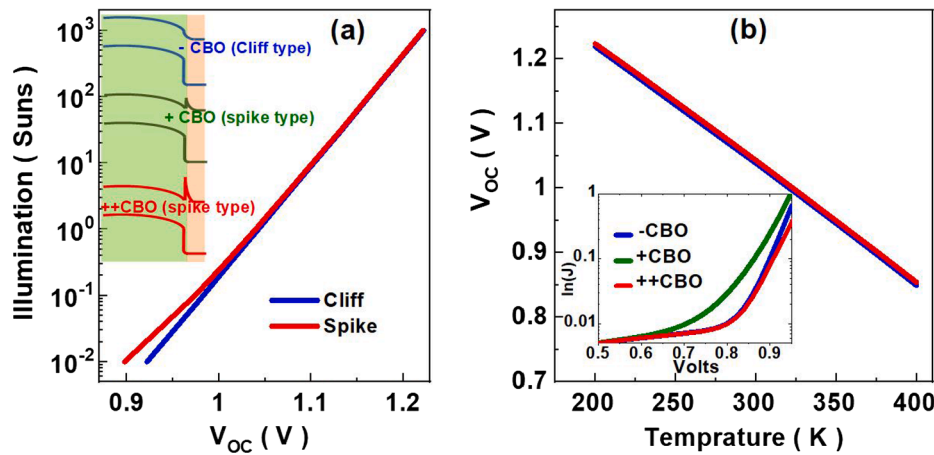 (a)
- CBO (Cliff type)
+ CBO (spike type)
++CBO (spike type)
Cliff
Spike
Illumination ( Suns )
10³
10²
10¹
10⁰
10⁻¹
10⁻²
0.9 1 1.1 1.2
V_OC ( V )
(b)
V_OC ( V )
1.2
1.1
1
0.9
0.8
0.7
200 250 300 350 400
Temprature ( K )
-CBO
+CBO
++CBO
ln(J)
1
0.1
0.01
0.5 0.6 0.7 0.8 0.9
Volts